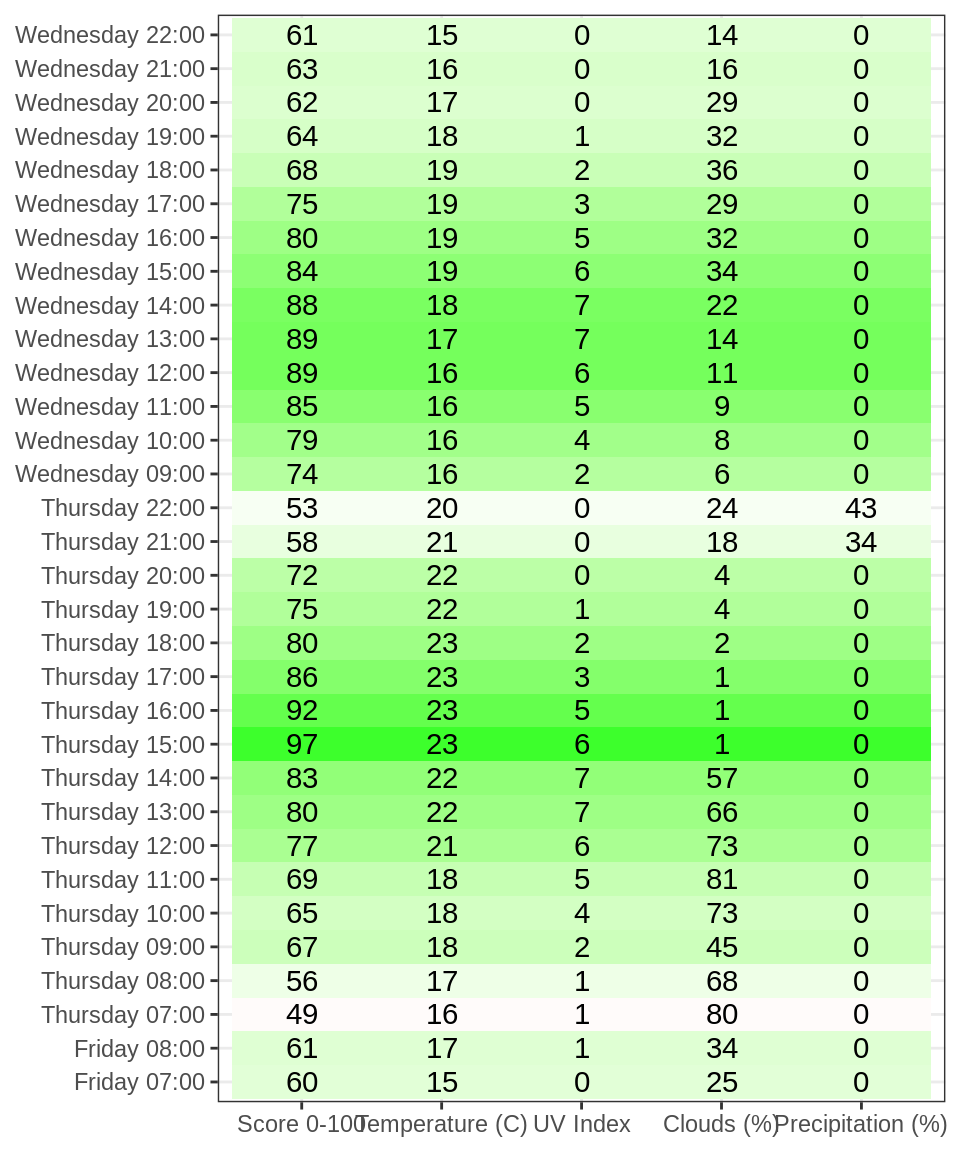 Wednesday 22:00 61 15 0 14 0
Wednesday 21:00 63 16 0 16 0
Wednesday 20:00 62 17 0 29 0
Wednesday 19:00 64 18 1 32 0
Wednesday 18:00 68 19 2 36 0
Wednesday 17:00 75 19 3 29 0
Wednesday 16:00 80 19 5 32 0
Wednesday 15:00 84 19 6 34 0
Wednesday 14:00 88 18 7 22 0
Wednesday 13:00 89 17 7 14 0
Wednesday 12:00 89 16 6 11 0
Wednesday 11:00 85 16 5 9 0
Wednesday 10:00 79 16 4 8 0
Wednesday 09:00 74 16 2 6 0
Thursday 22:00 53 20 0 24 43
Thursday 21:00 58 21 0 18 34
Thursday 20:00 72 22 0 4 0
Thursday 19:00 75 22 1 4 0
Thursday 18:00 80 23 2 2 0
Thursday 17:00 86 23 3 1 0
Thursday 16:00 92 23 5 1 0
Thursday 15:00 97 23 6 1 0
Thursday 14:00 83 22 7 57 0
Thursday 13:00 80 22 7 66 0
Thursday 12:00 77 21 6 73 0
Thursday 11:00 69 18 5 81 0
Thursday 10:00 65 18 4 73 0
Thursday 09:00 67 18 2 45 0
Thursday 08:00 56 17 1 68 0
Thursday 07:00 49 16 1 80 0
Friday 08:00 61 17 1 34 0
Friday 07:00 60 15 0 25 0
Score 0-100 Temperature (C) UV Index Clouds (%) Precipitation (%)